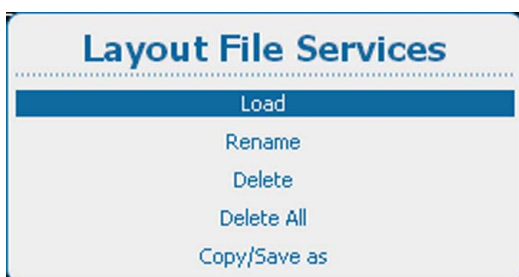 Layout File Services
Load
Rename
Delete
Delete All
Copy/Save as